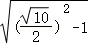 √((√10/2)² -1)